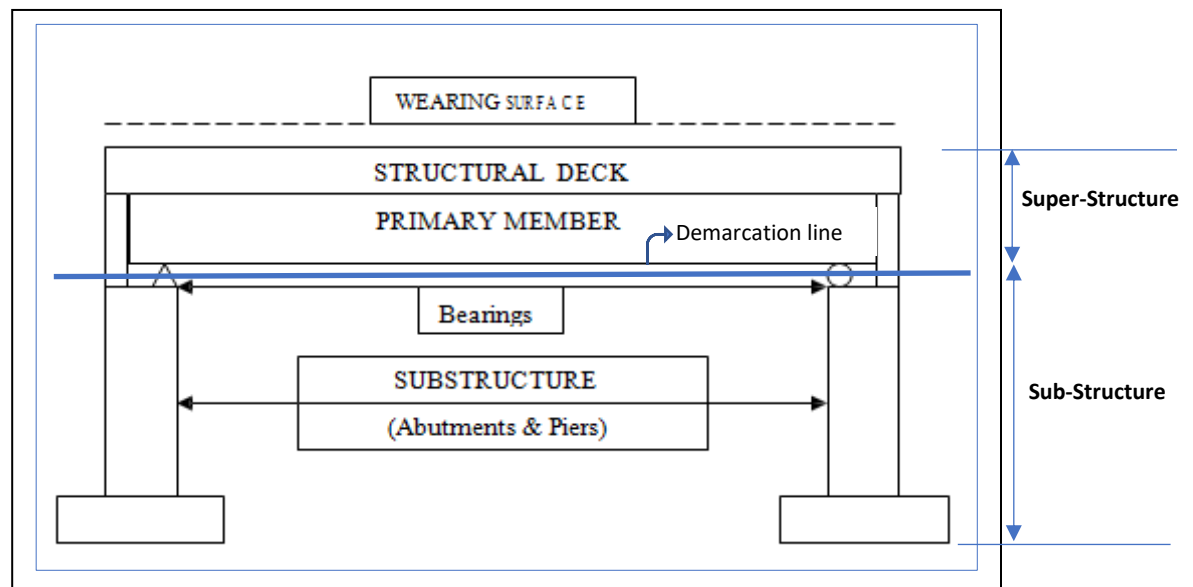 WEARING SURFACE
STRUCTURAL DECK
PRIMARY MEMBER
Super-Structure
Demarcation line
Bearings
SUBSTRUCTURE
(Abutments & Piers)
Sub-Structure